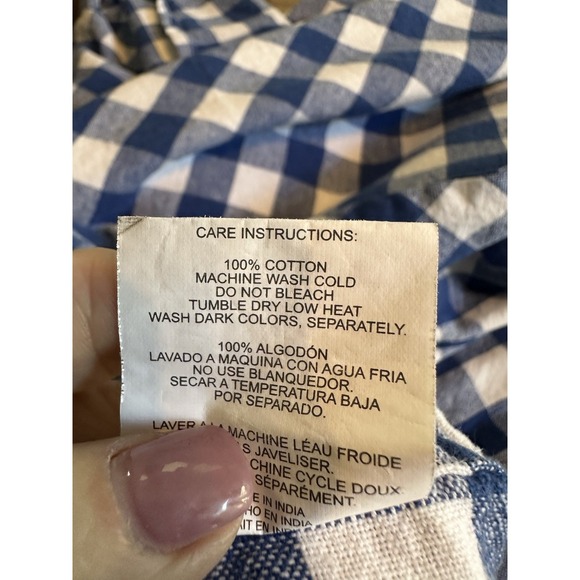 CARE INSTRUCTIONS:
100% COTTON
MACHINE WASH COLD
DO NOT BLEACH
TUMBLE DRY LOW HEAT
WASH DARK COLORS, SEPARATELY.
100% ALGODÓN
LAVADO A MAQUINA CON AGUA FRIA
NO USE BLANQUEDOR.
SECAR A TEMPERATURA BAJA
POR SEPARADO.
LAVER A LA MACHINE LÉAU FROIDE
JAVELISER.
CYCLE DOUX
SÉPARÉMENT.
IN INDIA
EN INDIA
EN INDIA